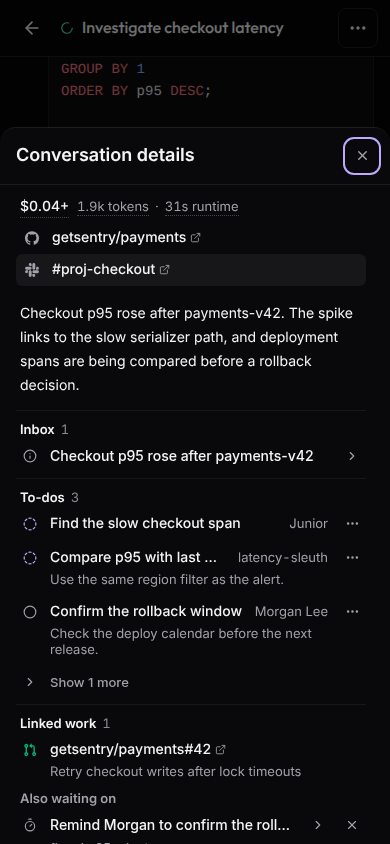 Investigate checkout latency
GROUP BY 1
ORDER BY p95 DESC;
Conversation details
$0.04+ 1.9k tokens · 31s runtime
getsentry/payments
#proj-checkout
Checkout p95 rose after payments-v42. The spike
links to the slow serializer path, and deployment
spans are being compared before a rollback
decision.
Inbox 1
Checkout p95 rose after payments-v42
To-dos 3
Find the slow checkout span Junior
Compare p95 with last ... latency-sleuth
Use the same region filter as the alert.
Confirm the rollback window Morgan Lee
Check the deploy calendar before the next
release.
Show 1 more
Linked work 1
getsentry/payments#42
Retry checkout writes after lock timeouts
Also waiting on
Remind Morgan to confirm the roll...